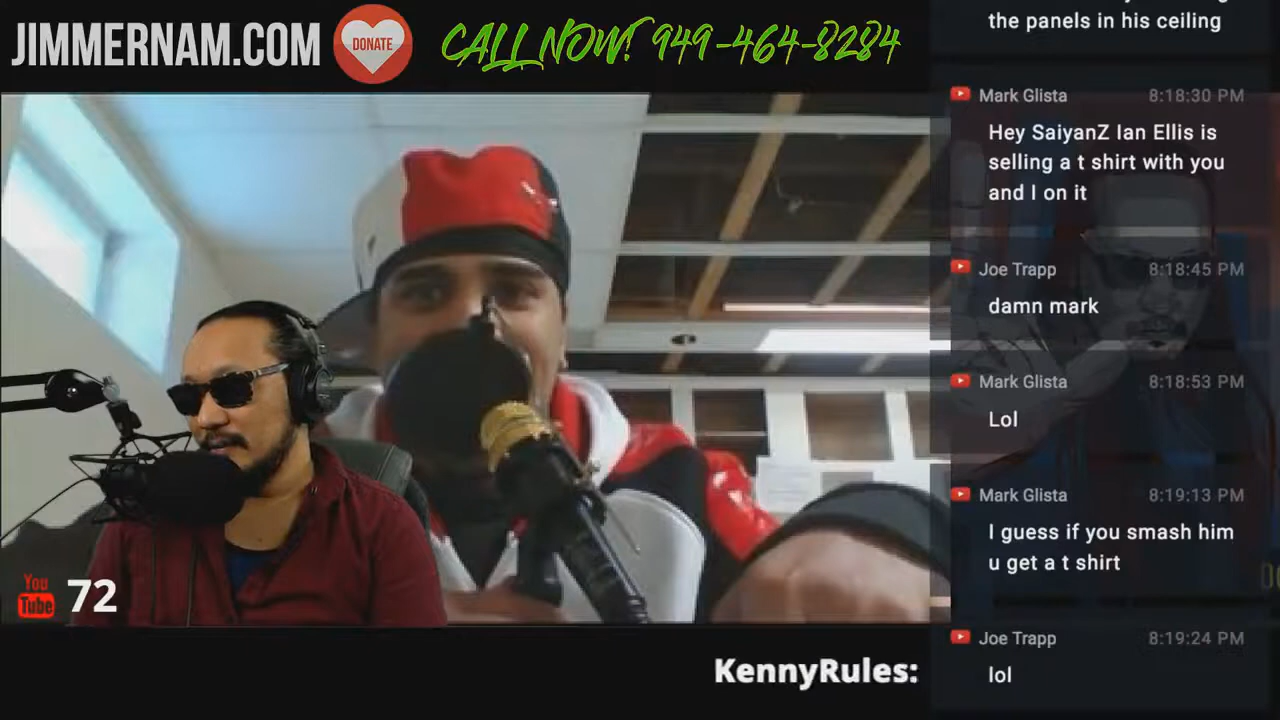 JIMMERNAM.COM
DONATE
CALL NOW! 949-464-8284
the panels in his ceiling
Mark Glista 8:18:30 PM
Hey SaiyanZ Ian Ellis is
selling a t shirt with you
and I on it
Joe Trapp 8:18:45 PM
damn mark
Mark Glista 8:18:53 PM
Lol
Mark Glista 8:19:13 PM
I guess if you smash him
u get a t shirt
Joe Trapp 8:19:24 PM
lol
You
Tube 72
KennyRules: